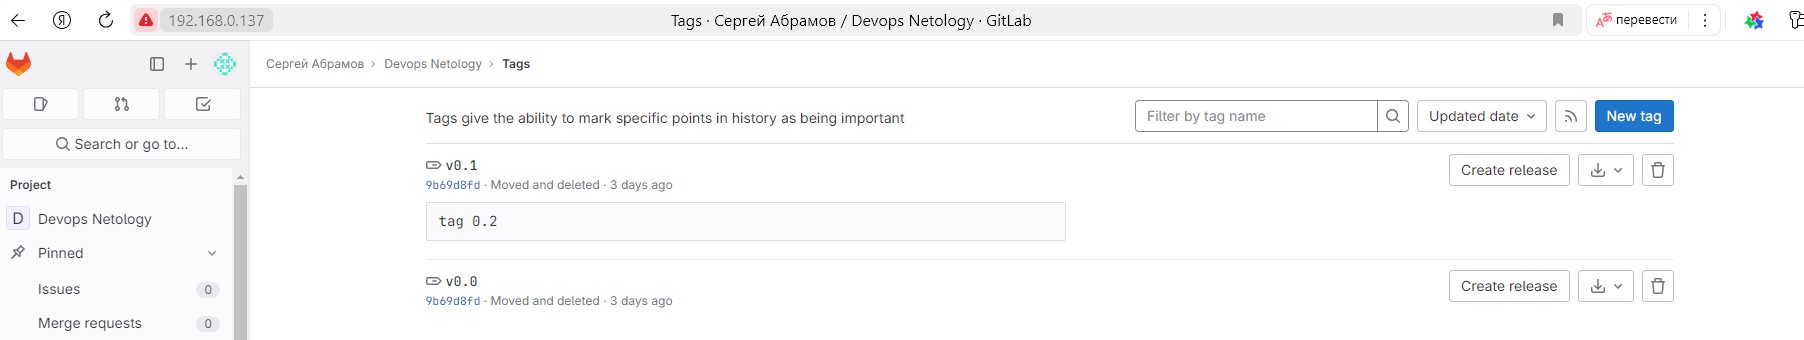 192.168.0.137
Tags · Сергей Абрамов / Devops Netology · GitLab
перевести
Сергей Абрамов › Devops Netology › Tags
Search or go to...
Project
D Devops Netology
Pinned
Issues 0
Merge requests 0
Tags give the ability to mark specific points in history as being important
Filter by tag name
Updated date
New tag
v0.1
9b69d8fd · Moved and deleted · 3 days ago
Create release
tag 0.2
v0.0
9b69d8fd · Moved and deleted · 3 days ago
Create release